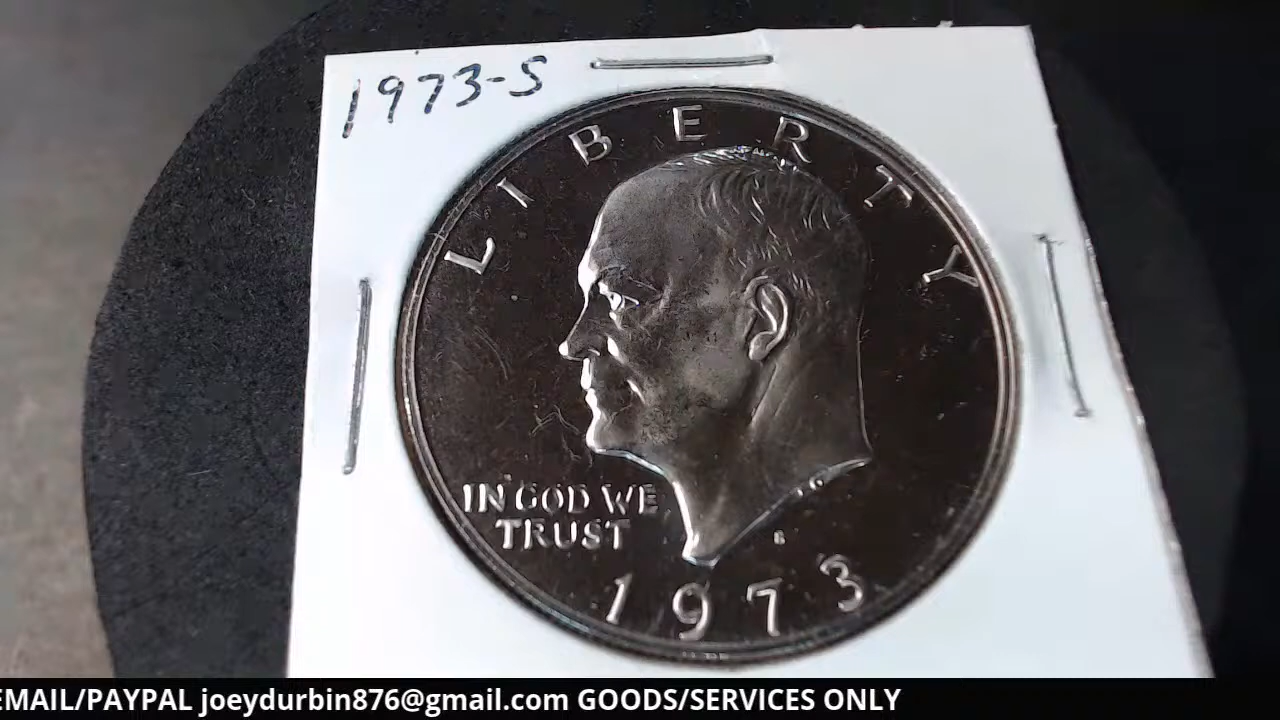 1973-S
LIBERTY
IN GOD WE
TRUST
S
1973
EMAIL/PAYPAL joeydurbin876@gmail.com GOODS/SERVICES ONLY